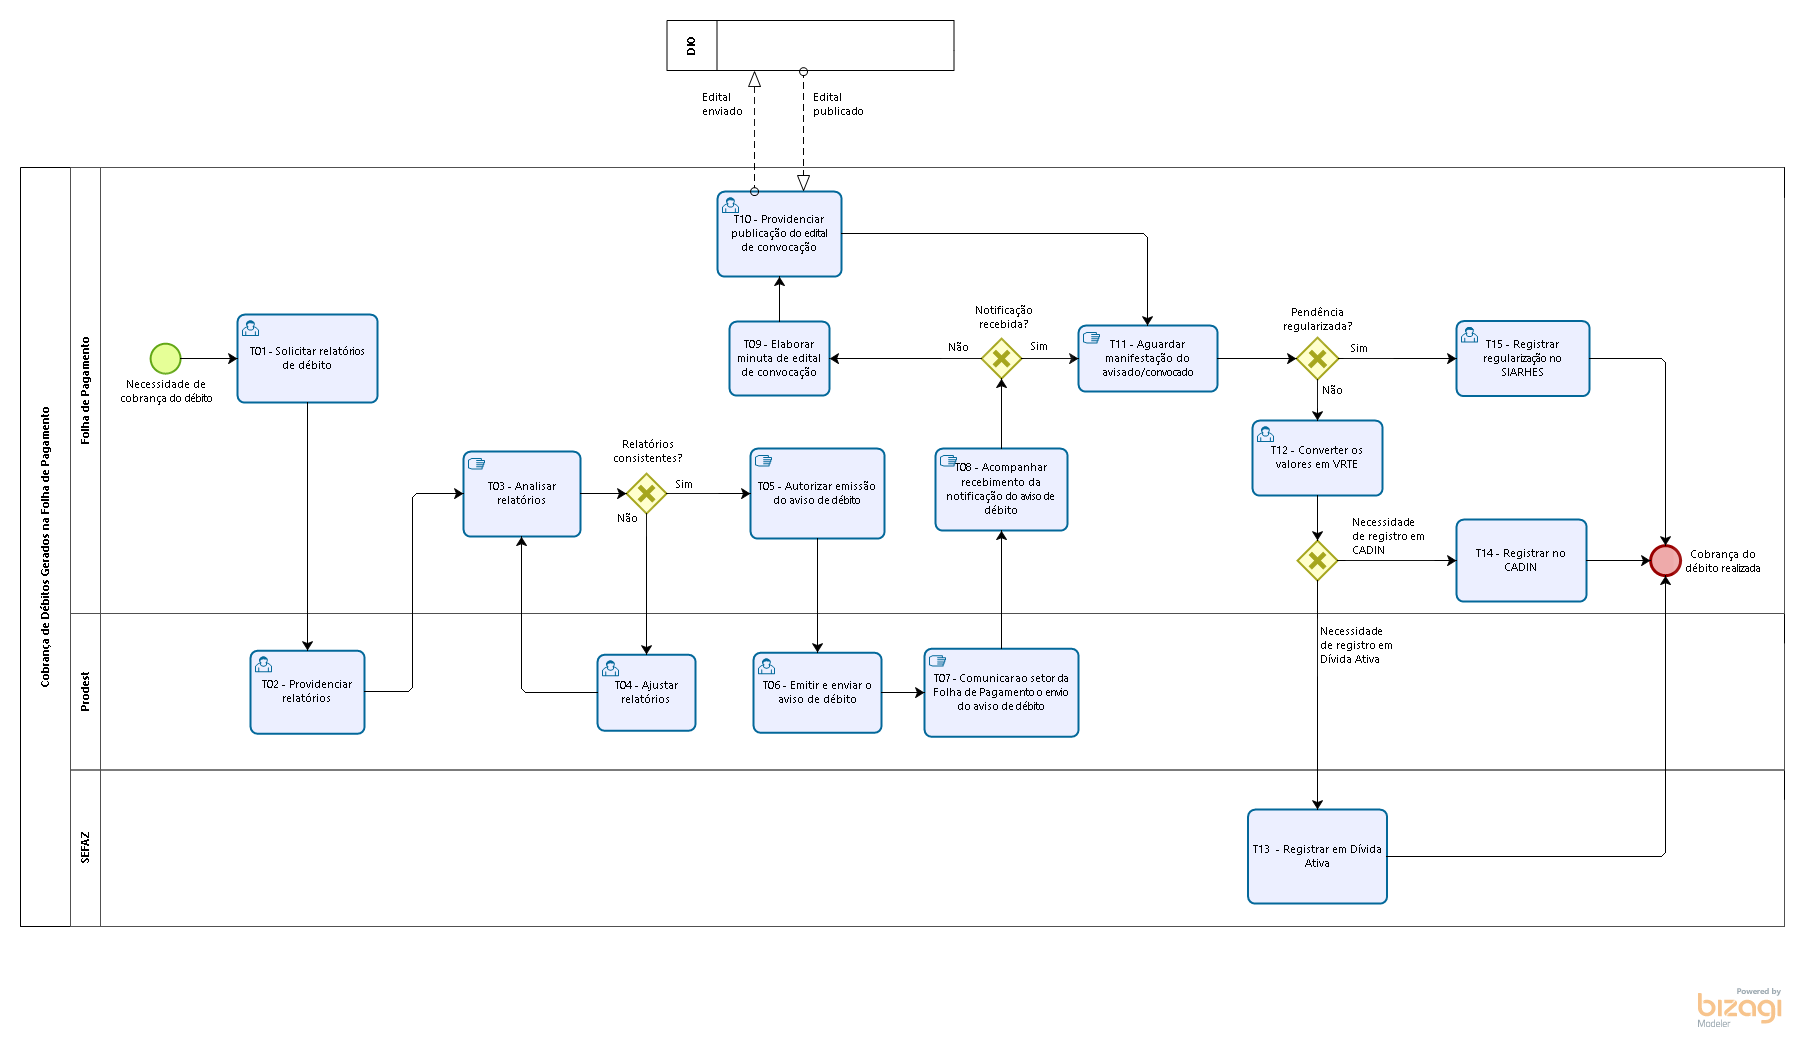 DIO
Edital
enviado
Edital
publicado
Cobrança de Débitos Gerados na Folha de Pagamento
Folha de Pagamento
T10 - Providenciar
publicação do edital
de convocação
Necessidade de
cobrança do débito
T01 - Solicitar relatórios
de débito
T09 - Elaborar
minuta de edital
de convocação
Não
Notificação
recebida?
Sim
T11 - Aguardar
manifestação do
avisado/convocado
Pendência
regularizada?
Sim
Não
T15 - Registrar
regularização no
SIARHES
T12 - Converter os
valores em VRTE
T03 - Analisar
relatórios
Relatórios
consistentes?
Sim
Não
T05 - Autorizar emissão
do aviso de débito
T08 - Acompanhar
recebimento da
notificação do aviso de
débito
Necessidade
de registro em
CADIN
T14 - Registrar no
CADIN
Cobrança do
débito realizada
Prodest
T02 - Providenciar
relatórios
T04 - Ajustar
relatórios
T06 - Emitir e enviar o
aviso de débito
T07 - Comunicar ao setor da
Folha de Pagamento o envio
do aviso de débito
Necessidade
de registro em
Dívida Ativa
SEFAZ
T13 - Registrar em Dívida
Ativa
Powered by
bizagi
Modeler